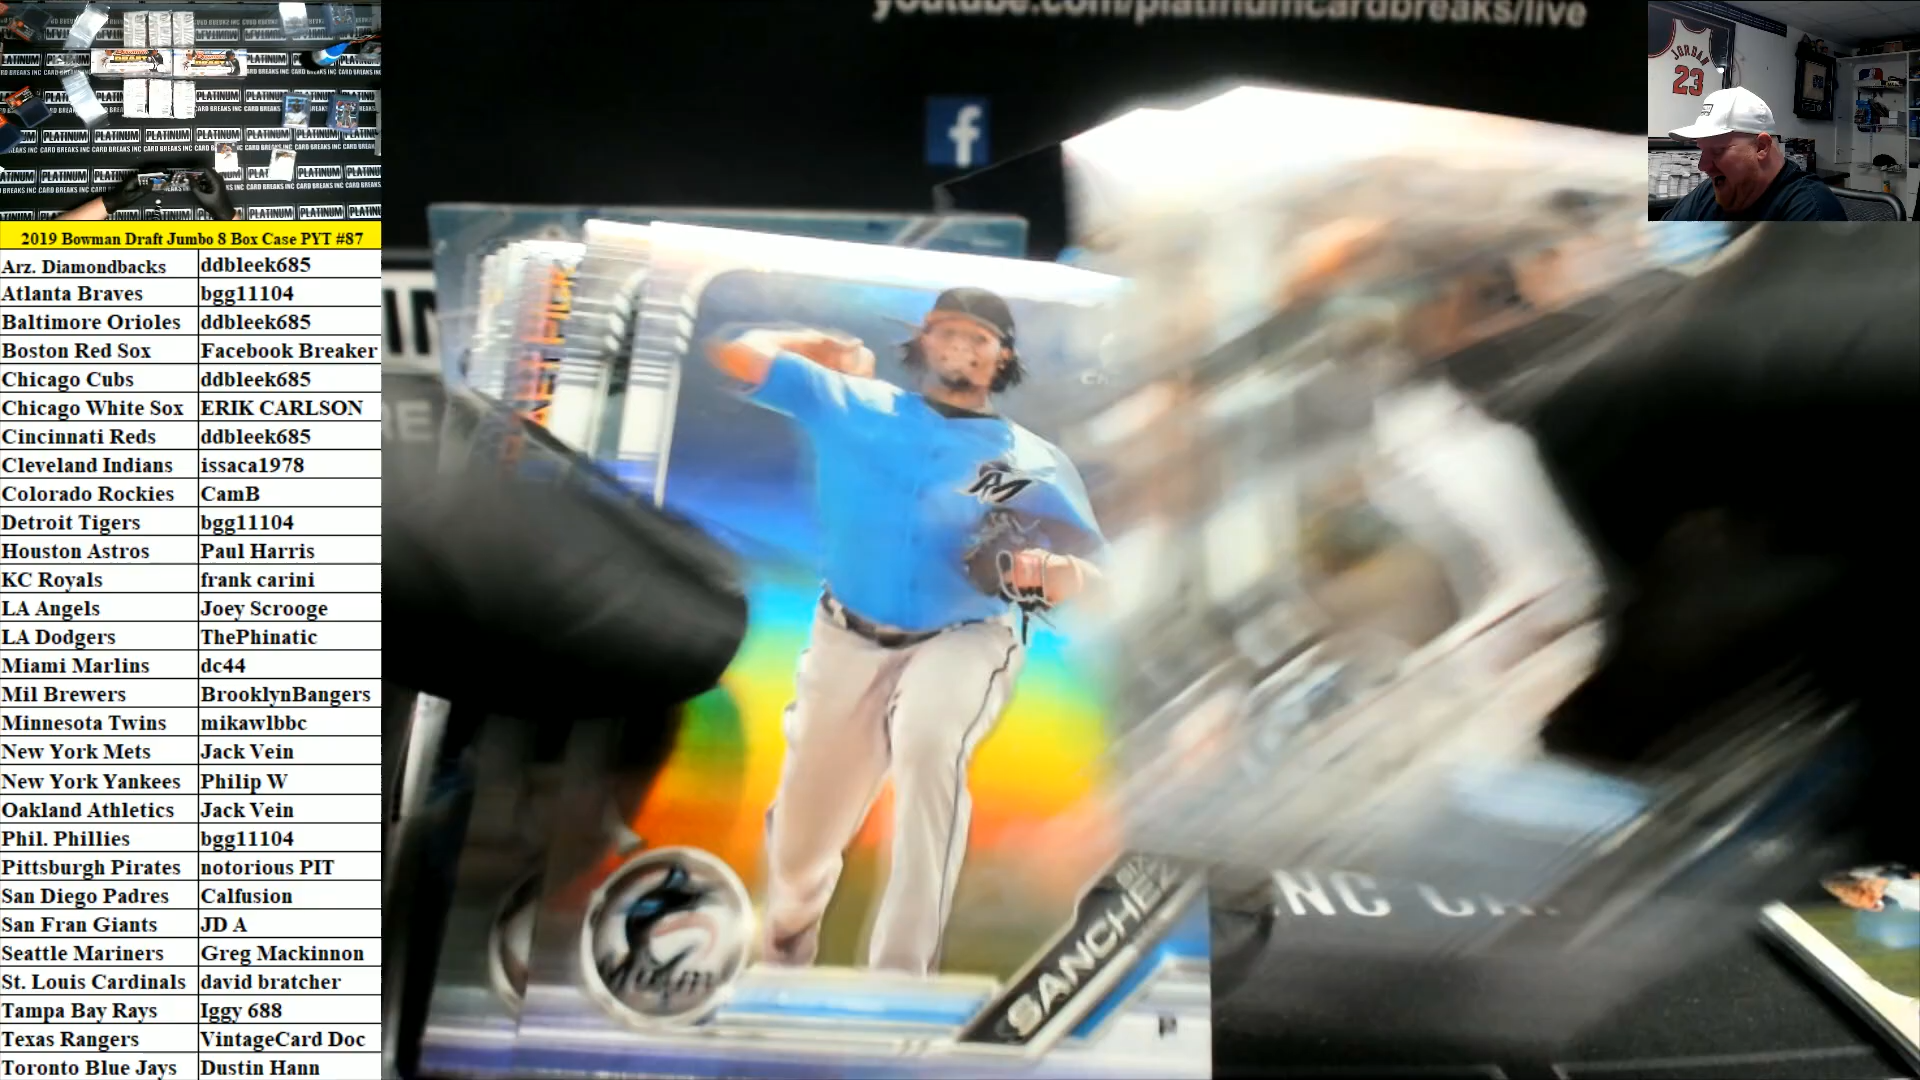 youtube.com/platinumcardbreaks/live
f
JORDAN
23
PLATINUM
CARD BREAKS INC
2019 Bowman Draft Jumbo 8 Box Case PYT #87
Arz. Diamondbacks ddbleek685
Atlanta Braves bgg11104
Baltimore Orioles ddbleek685
Boston Red Sox Facebook Breaker
Chicago Cubs ddbleek685
Chicago White Sox ERIK CARLSON
Cincinnati Reds ddbleek685
Cleveland Indians issaca1978
Colorado Rockies CamB
Detroit Tigers bgg11104
Houston Astros Paul Harris
KC Royals frank carini
LA Angels Joey Scrooge
LA Dodgers ThePhinatic
Miami Marlins dc44
Mil Brewers BrooklynBangers
Minnesota Twins mikawlbbc
New York Mets Jack Vein
New York Yankees Philip W
Oakland Athletics Jack Vein
Phil. Phillies bgg11104
Pittsburgh Pirates notorious PIT
San Diego Padres Calfusion
San Fran Giants JD A
Seattle Mariners Greg Mackinnon
St. Louis Cardinals david bratcher
Tampa Bay Rays Iggy 688
Texas Rangers VintageCard Doc
Toronto Blue Jays Dustin Hann
M
Miami
SIXTO
SANCHEZ